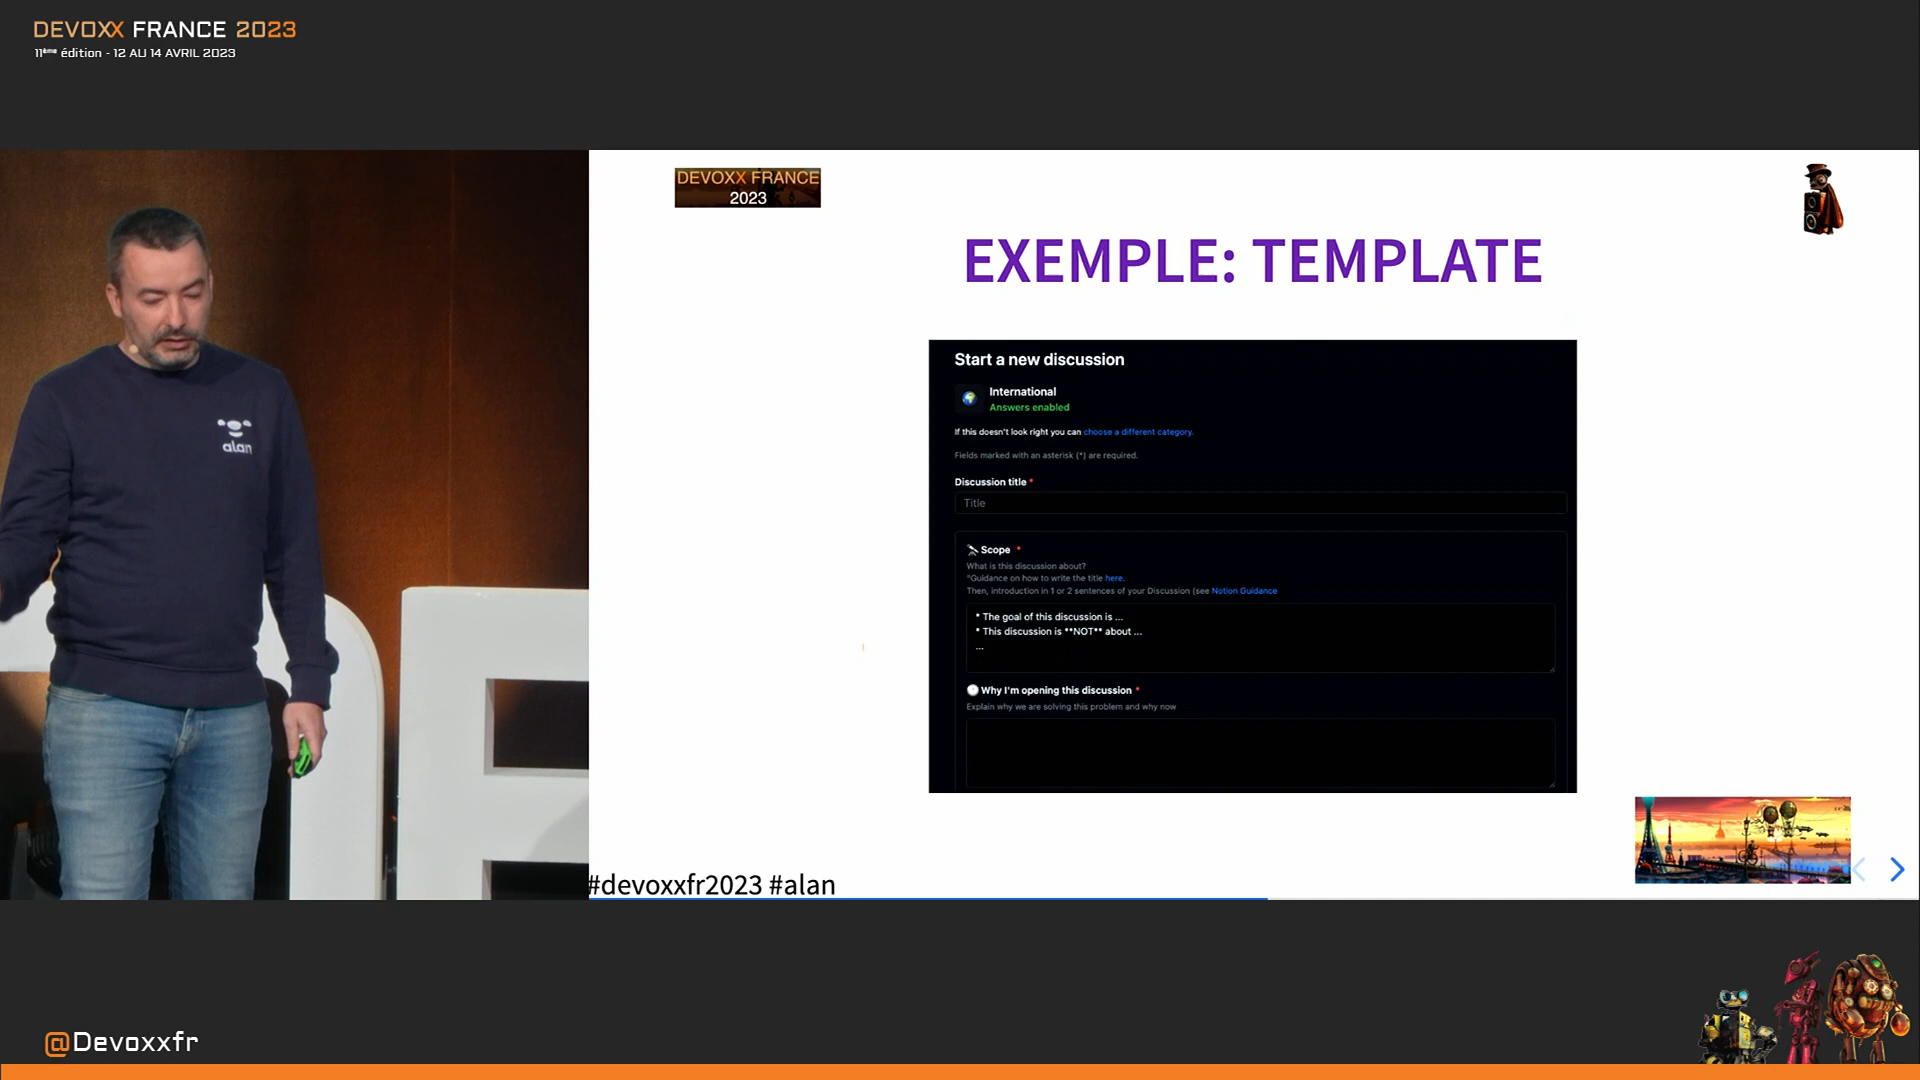 DEVOXX FRANCE 2023
11ème édition - 12 AU 14 AVRIL 2023
DEVOXX FRANCE
2023
EXEMPLE: TEMPLATE
Start a new discussion
International
Answers enabled
If this doesn't look right you can choose a different category.
Fields marked with an asterisk (*) are required.
Discussion title *
Title
Scope *
What is this discussion about?
"Guidance on how to write the title here.
Then, introduction in 1 or 2 sentences of your Discussion (see Notion Guidance
* The goal of this discussion is ...
* This discussion is **NOT** about ...
...
Why I'm opening this discussion *
Explain why we are solving this problem and why now
alan
#devoxxfr2023 #alan
@Devoxxfr